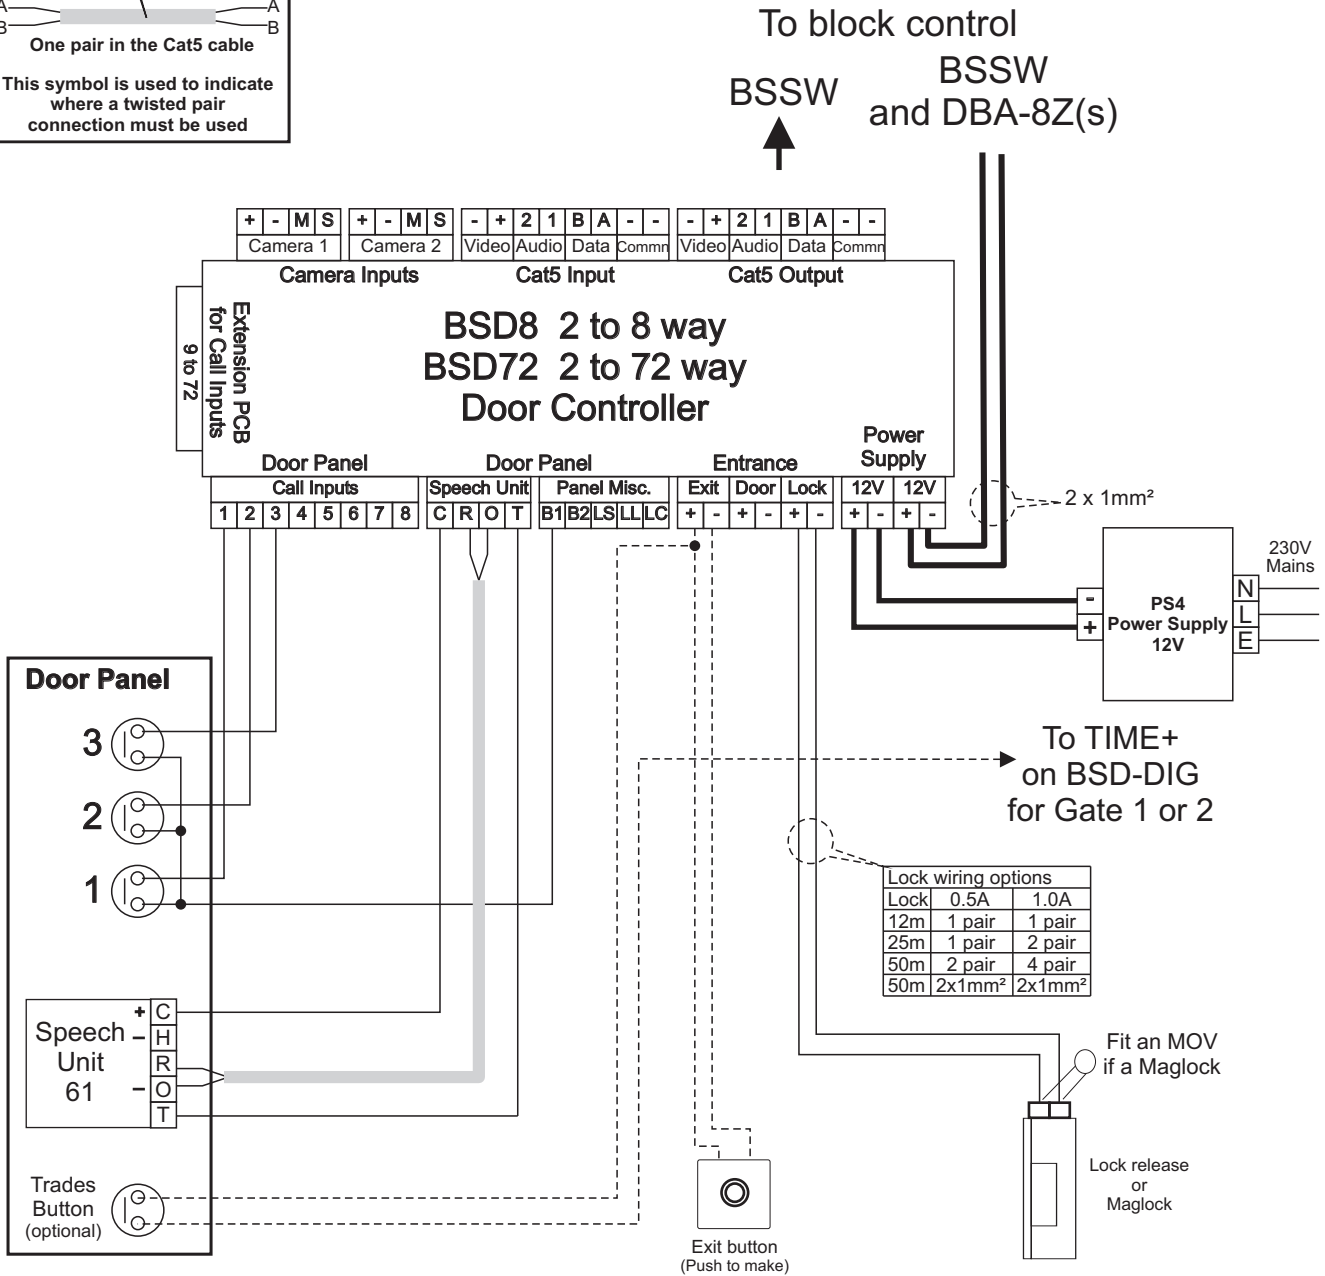 A A
B B
One pair in the Cat5 cable
This symbol is used to indicate
where a twisted pair
connection must be used
To block control
BSSW
BSSW
and DBA-8Z(s)
+ - M S + - M S - + 2 1 B A - - - + 2 1 B A - -
Camera 1 Camera 2 Video Audio Data Commn Video Audio Data Commn
Camera Inputs Cat5 Input Cat5 Output
Extension PCB
for Call Inputs
9 to 72
BSD8 2 to 8 way
BSD72 2 to 72 way
Door Controller
Power
Supply
Door Panel Door Panel Entrance
Call Inputs Speech Unit Panel Misc. Exit Door Lock 12V 12V
1 2 3 4 5 6 7 8 C R O T B1 B2 LS LL LC + - + - + - + - + -
2 x 1mm²
230V
Mains
- +
PS4
Power Supply
12V
N
L
E
Door Panel
3
2
1
To TIME+
on BSD-DIG
for Gate 1 or 2
Lock wiring options
Lock 0.5A 1.0A
12m 1 pair 1 pair
25m 1 pair 2 pair
50m 2 pair 4 pair
50m 2x1mm² 2x1mm²
Speech
Unit
61
+ C
- H
R
- O
T
Fit an MOV
if a Maglock
Lock release
or
Maglock
Trades
Button
(optional)
Exit button
(Push to make)